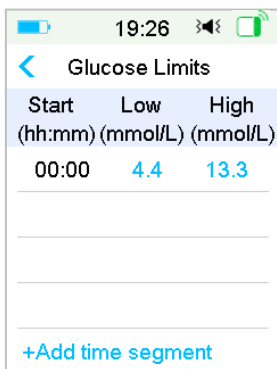 19:26
Glucose Limits
Start Low High
(hh:mm) (mmol/L) (mmol/L)
00:00 4.4 13.3
+Add time segment